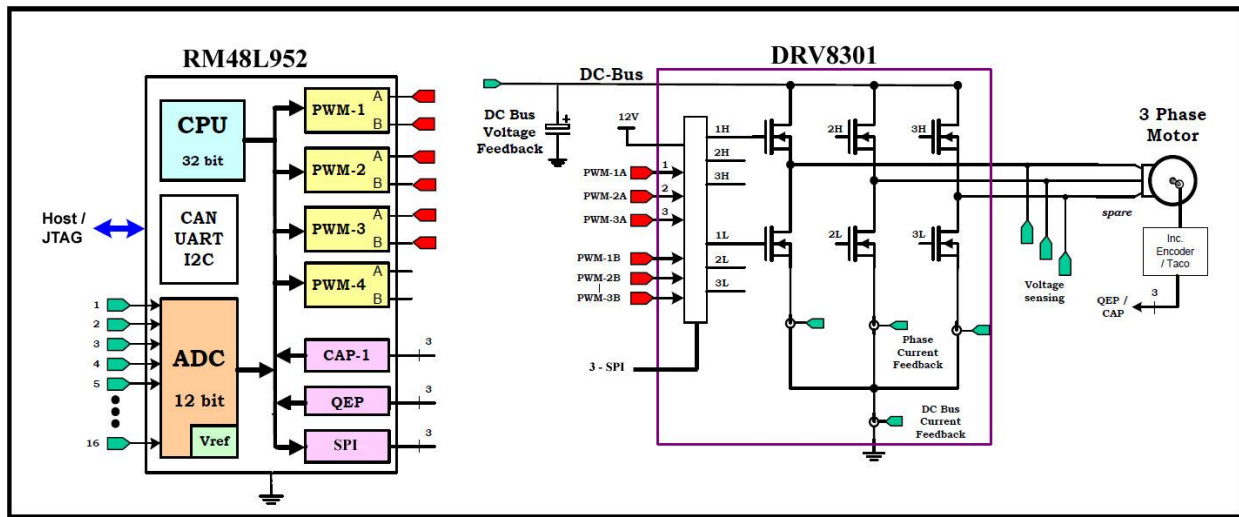 RM48L952
CPU
32 bit
CAN
UART
I2C
Host /
JTAG
ADC
12 bit
Vref
1
2
3
4
5
16
PWM-1
A
B
PWM-2
A
B
PWM-3
A
B
PWM-4
A
B
CAP-1
3
QEP
3
SPI
3
DRV8301
DC-Bus
DC Bus
Voltage
Feedback
+
12V
PWM-1A
1
PWM-2A
2
PWM-3A
3
PWM-1B
PWM-2B
PWM-3B
3 - SPI
1H
2H
3H
1L
2L
3L
2H
3H
2L
3L
Phase
Current
Feedback
DC Bus
Current
Feedback
3 Phase
Motor
spare
Voltage
sensing
Inc.
Encoder
/ Taco
QEP /
CAP
3